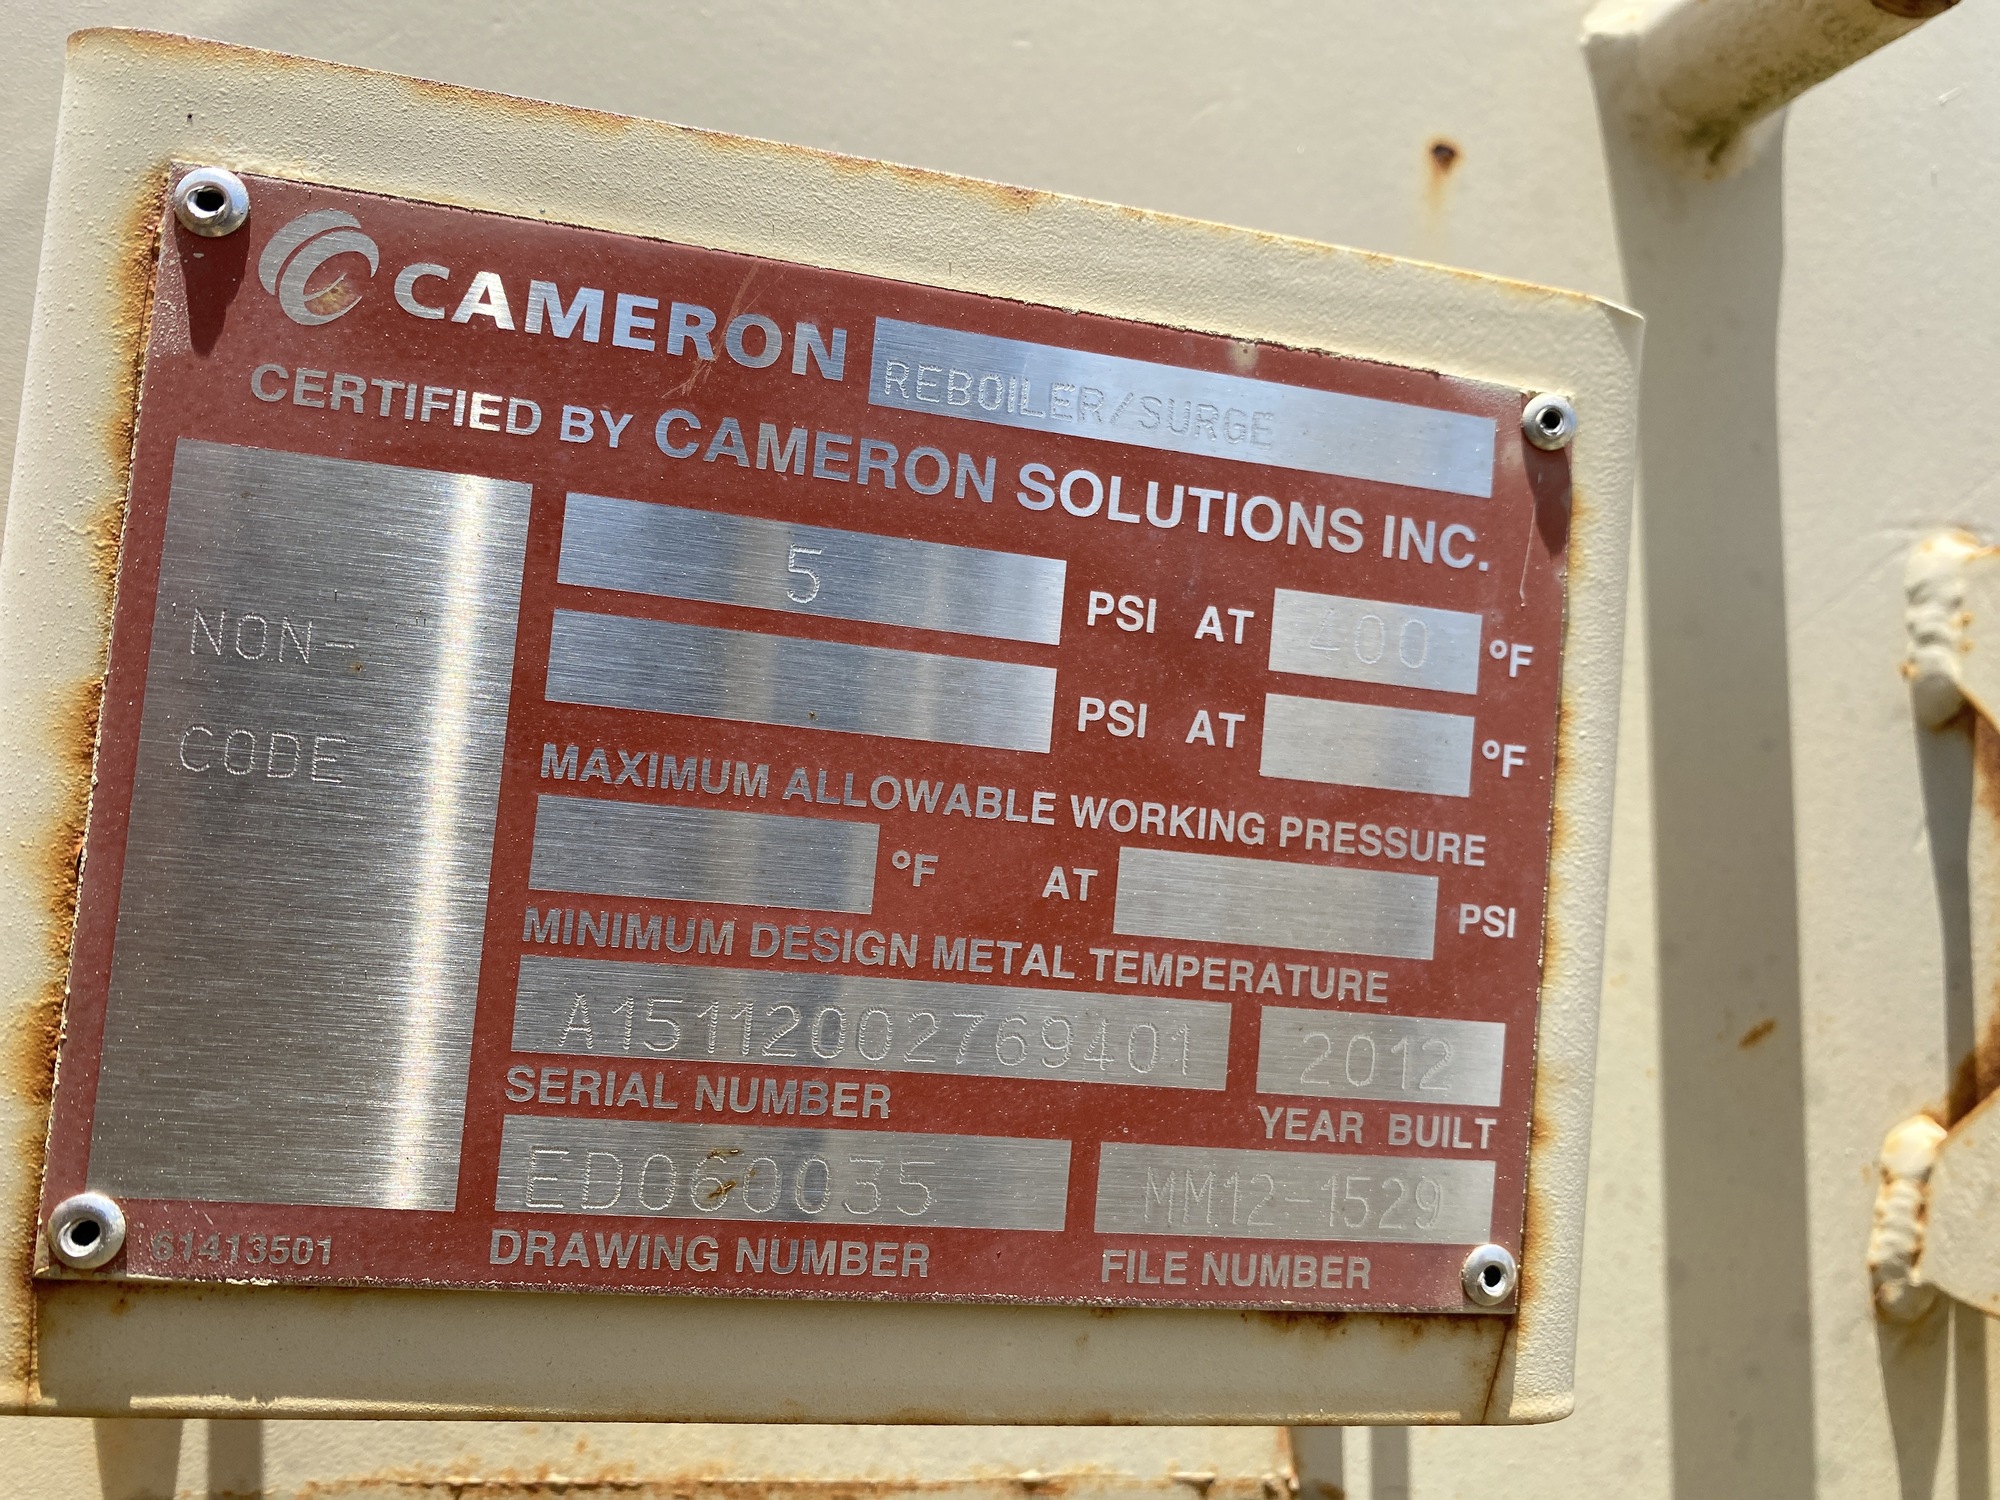 CAMERON REBOILER/SURGE
CERTIFIED BY CAMERON SOLUTIONS INC.
NON-
CODE
5 PSI AT 400 °F
PSI AT °F
MAXIMUM ALLOWABLE WORKING PRESSURE
°F AT PSI
MINIMUM DESIGN METAL TEMPERATURE
A15112002769401 2012
SERIAL NUMBER YEAR BUILT
ED060035 MM12-1529
DRAWING NUMBER FILE NUMBER
61413501